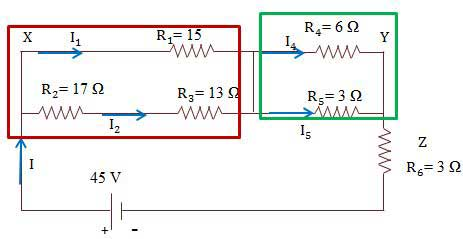 X I₁ R₁= 15 R₄= 6 Ω Y
I₄
R₂= 17 Ω R₃= 13 Ω R₅= 3 Ω
I₂ I₅
Z
I 45 V R₆= 3 Ω
+ -